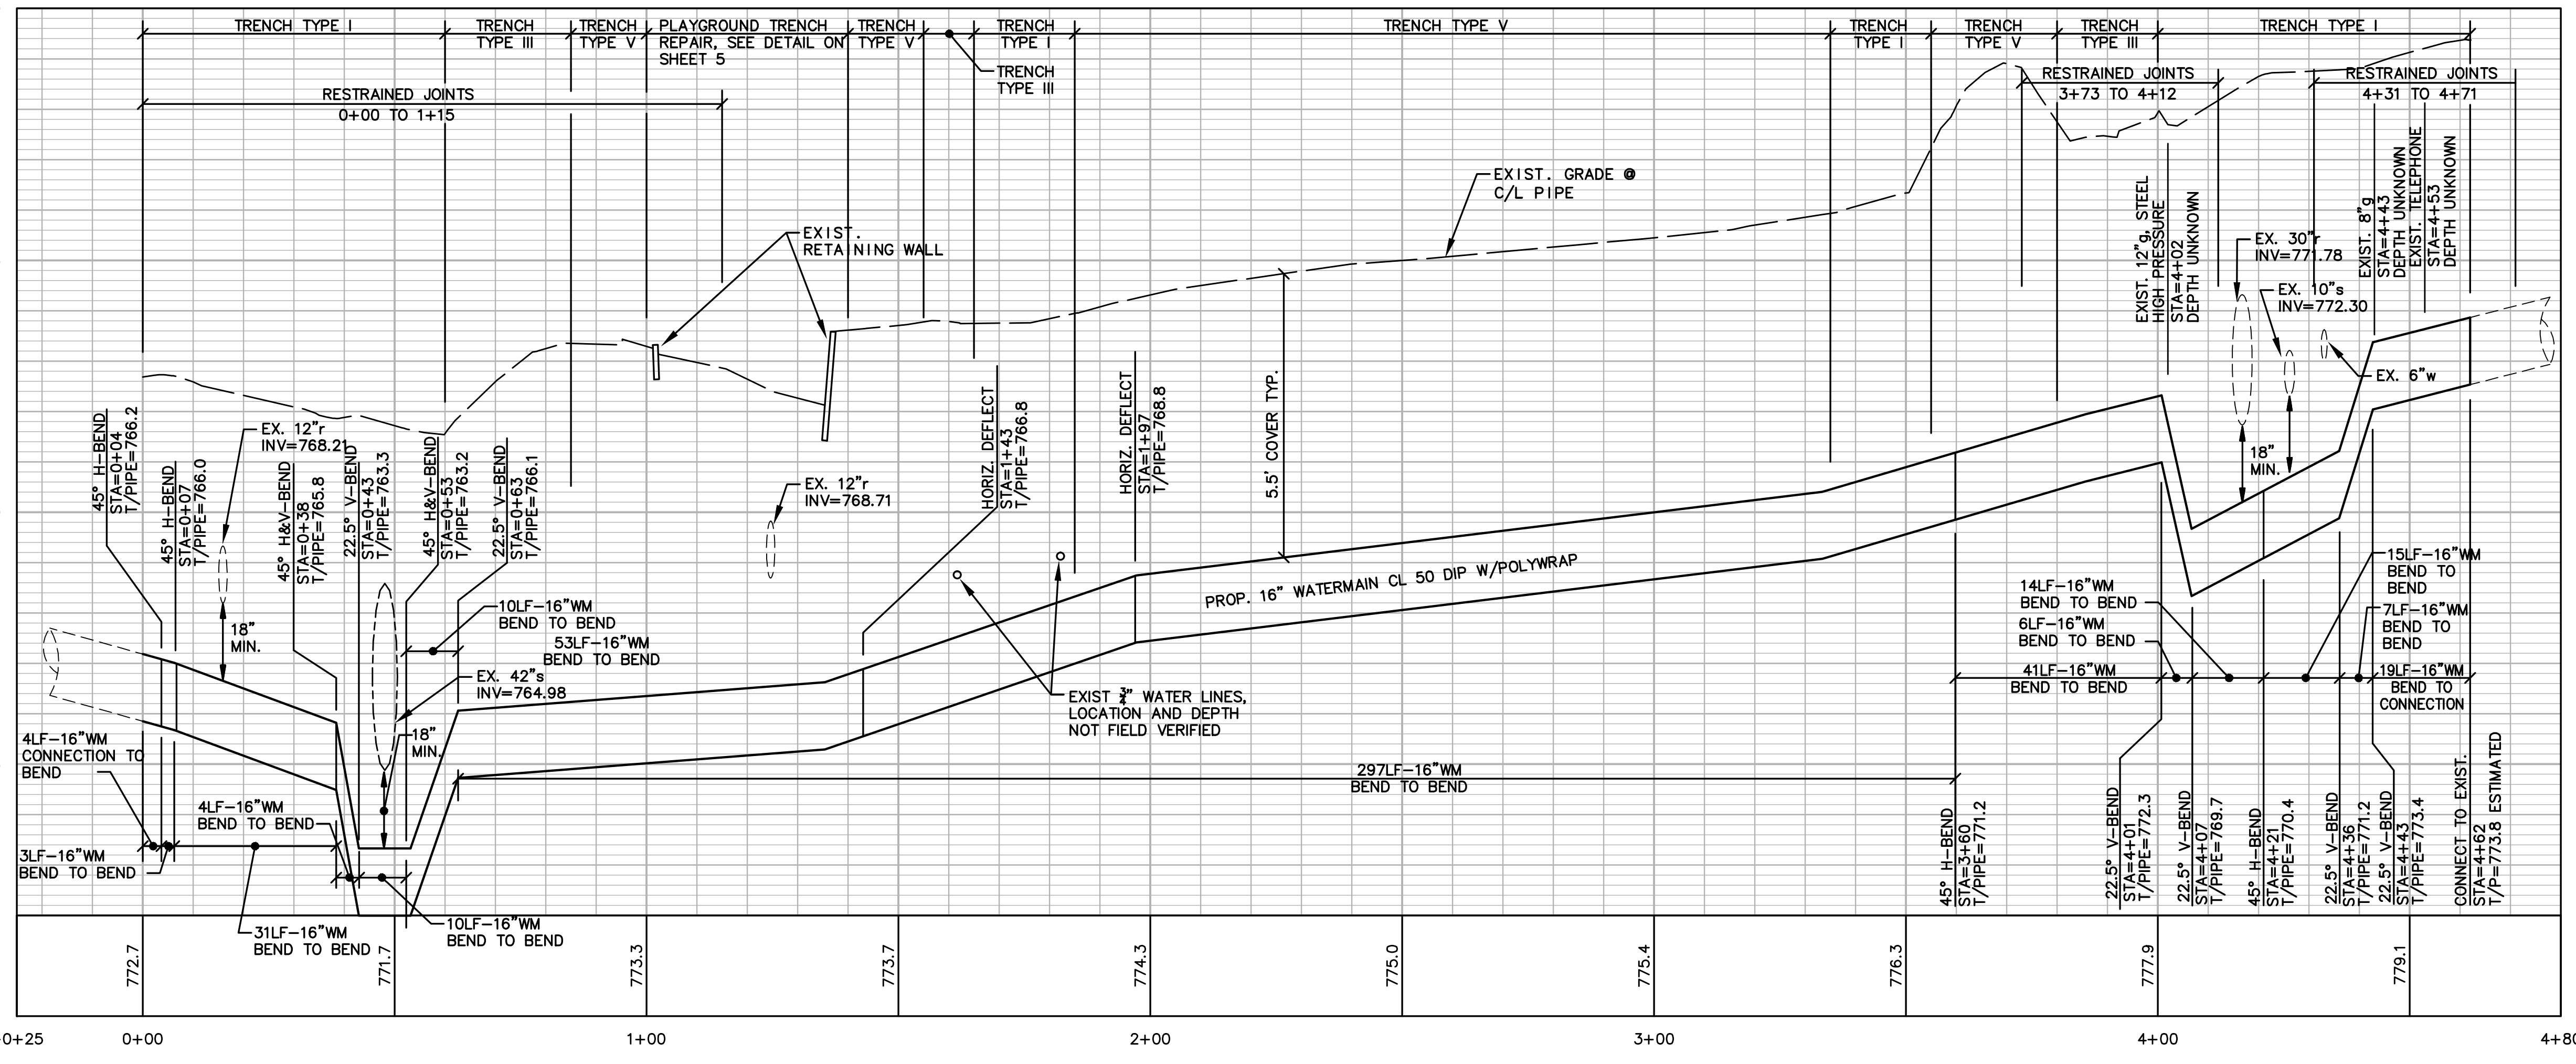 TRENCH TYPE I
TRENCH
TYPE III
TRENCH
TYPE V
PLAYGROUND TRENCH
REPAIR, SEE DETAIL ON
SHEET 5
TRENCH
TYPE V
TRENCH
TYPE III
TRENCH
TYPE I
TRENCH TYPE V
TRENCH
TYPE I
TRENCH
TYPE V
TRENCH
TYPE III
TRENCH TYPE I
RESTRAINED JOINTS
0+00 TO 1+15
RESTRAINED JOINTS
3+73 TO 4+12
RESTRAINED JOINTS
4+31 TO 4+71
EXIST. GRADE @
C/L PIPE
EXIST.
RETAINING WALL
EXIST. 12"g, STEEL
HIGH PRESSURE
STA=4+02
DEPTH UNKNOWN
EX. 30"r
INV=771.78
EX. 10"s
INV=772.30
EXIST. 8"g
STA=4+43
DEPTH UNKNOWN
EXIST. TELEPHONE
STA=4+53
DEPTH UNKNOWN
EX. 6"w
18"
MIN.
45° H-BEND
STA=0+04
T/PIPE=766.2
45° H-BEND
STA=0+07
T/PIPE=766.0
EX. 12"r
INV=768.21
18"
MIN.
45° H&V-BEND
STA=0+38
T/PIPE=765.8
22.5° V-BEND
STA=0+43
T/PIPE=763.3
45° H&V-BEND
STA=0+53
T/PIPE=763.2
22.5° V-BEND
STA=0+63
T/PIPE=766.1
EX. 12"r
INV=768.71
HORIZ. DEFLECT
STA=1+43
T/PIPE=766.8
HORIZ. DEFLECT
STA=1+97
T/PIPE=768.8
5.5' COVER TYP.
PROP. 16" WATERMAIN CL 50 DIP W/POLYWRAP
10LF-16"WM
BEND TO BEND
53LF-16"WM
BEND TO BEND
EX. 42"s
INV=764.98
18"
MIN.
EXIST ¾" WATER LINES,
LOCATION AND DEPTH
NOT FIELD VERIFIED
14LF-16"WM
BEND TO BEND
6LF-16"WM
BEND TO BEND
41LF-16"WM
BEND TO BEND
15LF-16"WM
BEND TO
BEND
7LF-16"WM
BEND TO
BEND
19LF-16"WM
BEND TO
CONNECTION
4LF-16"WM
CONNECTION TO
BEND
3LF-16"WM
BEND TO BEND
4LF-16"WM
BEND TO BEND
31LF-16"WM
BEND TO BEND
10LF-16"WM
BEND TO BEND
297LF-16"WM
BEND TO BEND
45° H-BEND
STA=3+60
T/PIPE=771.2
22.5° V-BEND
STA=4+01
T/PIPE=772.3
22.5° V-BEND
STA=4+07
T/PIPE=769.7
45° H-BEND
STA=4+21
T/PIPE=770.4
22.5° V-BEND
STA=4+36
T/PIPE=771.2
22.5° V-BEND
STA=4+43
T/PIPE=773.4
CONNECT TO EXIST.
STA=4+62
T/P=773.8 ESTIMATED
772.7
771.7
773.3
773.7
774.3
775.0
775.4
776.3
777.9
779.1
0+25
0+00
1+00
2+00
3+00
4+00
4+80